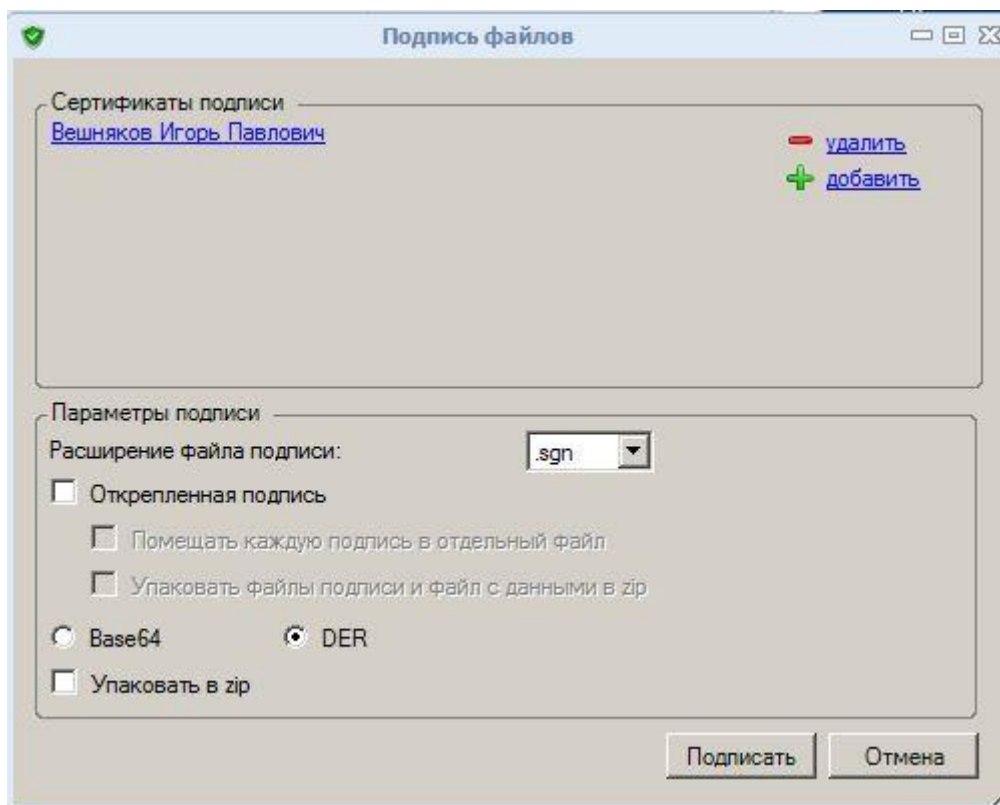 Подпись файлов
Сертификаты подписи
Вешняков Игорь Павлович
удалить
добавить
Параметры подписи
Расширение файла подписи:
.sgn
Открепленная подпись
Помещать каждую подпись в отдельный файл
Упаковать файлы подписи и файл с данными в zip
Base64
DER
Упаковать в zip
Подписать
Отмена